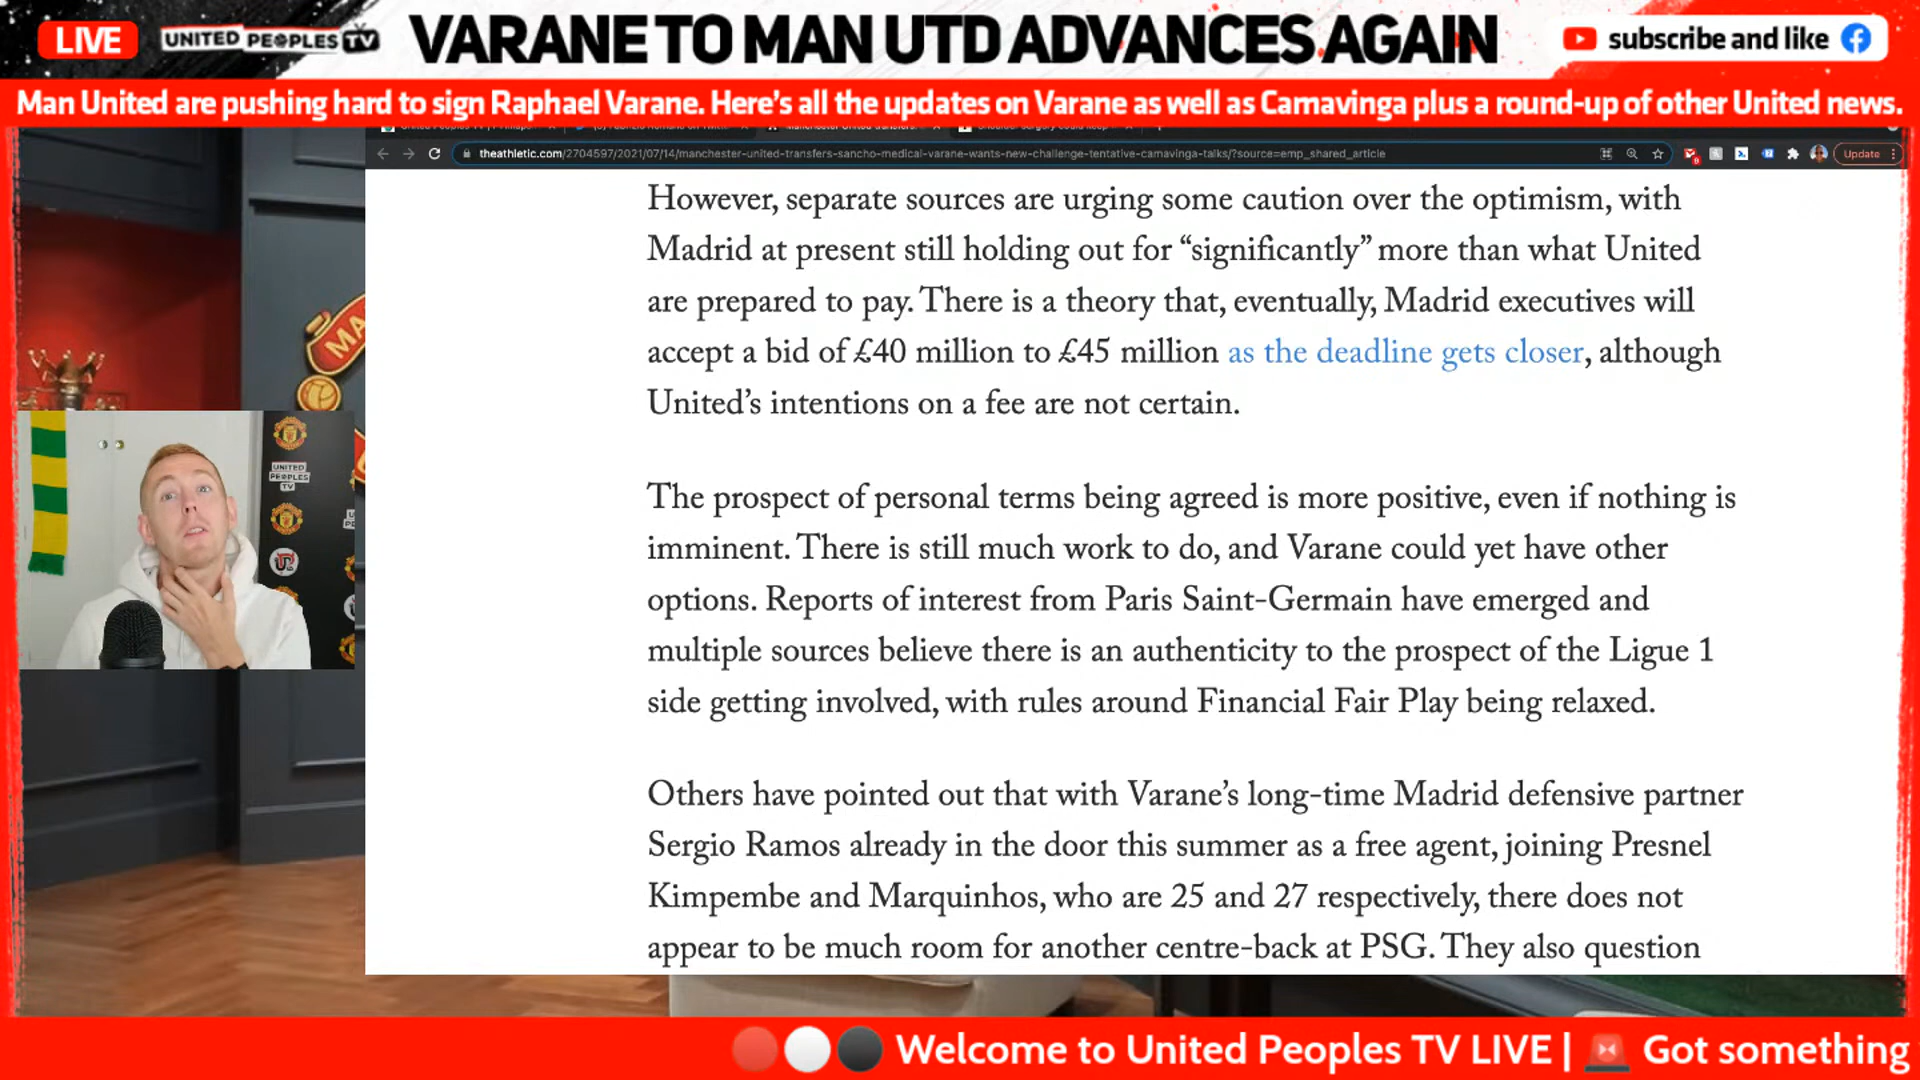 LIVE
UNITED PEOPLES TV
VARANE TO MAN UTD ADVANCES AGAIN
subscribe and like
Man United are pushing hard to sign Raphael Varane. Here's all the updates on Varane as well as Camavinga plus a round-up of other United news.
theathletic.com/2704597/2021/07/14/manchester-united-transfers-sancho-medical-varane-wants-new-challenge-tentative-camavinga-talks/?source=emp_shared_article
Update
However, separate sources are urging some caution over the optimism, with
Madrid at present still holding out for “significantly” more than what United
are prepared to pay. There is a theory that, eventually, Madrid executives will
accept a bid of £40 million to £45 million as the deadline gets closer, although
United’s intentions on a fee are not certain.
The prospect of personal terms being agreed is more positive, even if nothing is
imminent. There is still much work to do, and Varane could yet have other
options. Reports of interest from Paris Saint-Germain have emerged and
multiple sources believe there is an authenticity to the prospect of the Ligue 1
side getting involved, with rules around Financial Fair Play being relaxed.
Others have pointed out that with Varane’s long-time Madrid defensive partner
Sergio Ramos already in the door this summer as a free agent, joining Presnel
Kimpembe and Marquinhos, who are 25 and 27 respectively, there does not
appear to be much room for another centre-back at PSG. They also question
MA
UNITED
PEOPLES
TV
Welcome to United Peoples TV LIVE | Got something